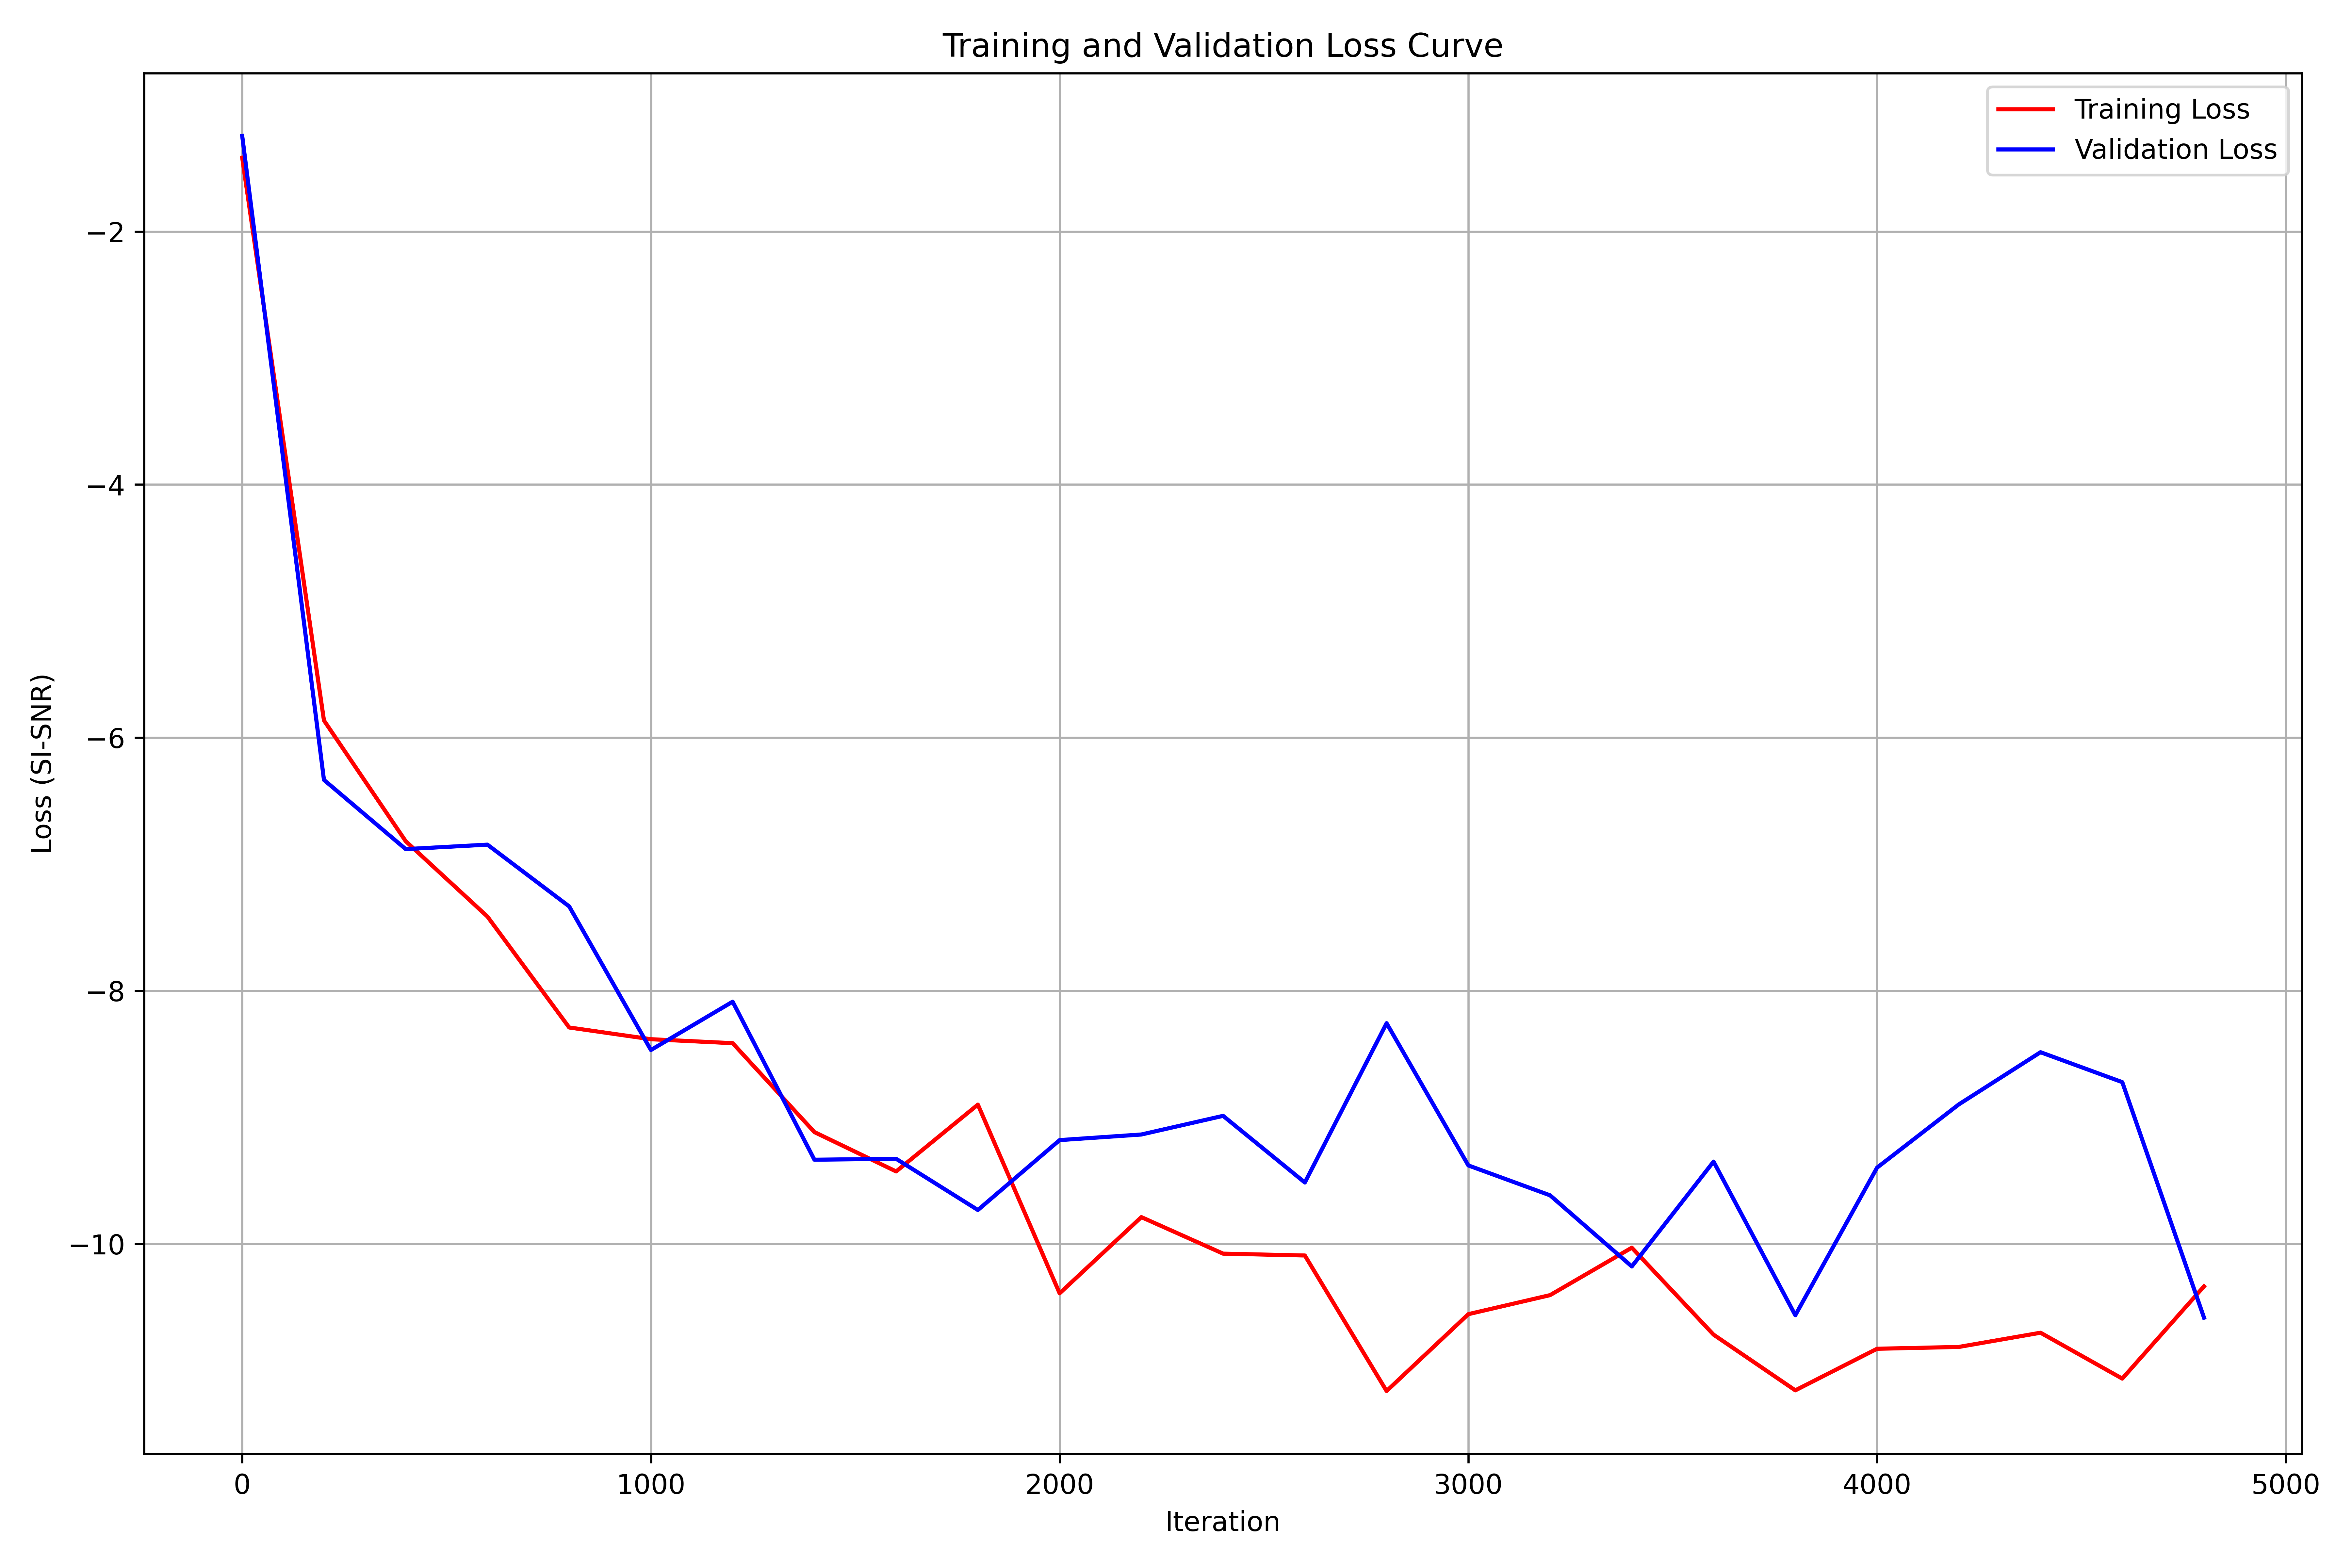 Training and Validation Loss Curve
Training Loss
Validation Loss
Loss (SI-SNR)
−2
−4
−6
−8
−10
0 1000 2000 3000 4000 5000
Iteration